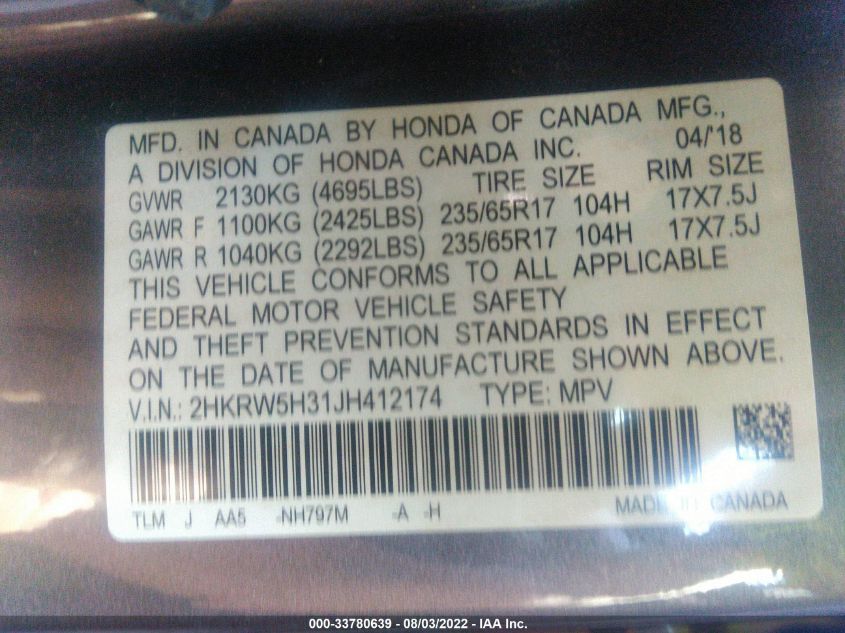 MFD. IN CANADA BY HONDA OF CANADA MFG.,
A DIVISION OF HONDA CANADA INC. 04/'18
GVWR 2130KG (4695LBS) TIRE SIZE RIM SIZE
GAWR F 1100KG (2425LBS) 235/65R17 104H 17X7.5J
GAWR R 1040KG (2292LBS) 235/65R17 104H 17X7.5J
THIS VEHICLE CONFORMS TO ALL APPLICABLE
FEDERAL MOTOR VEHICLE SAFETY
AND THEFT PREVENTION STANDARDS IN EFFECT
ON THE DATE OF MANUFACTURE SHOWN ABOVE.
V.I.N.: 2HKRW5H31JH412174 TYPE: MPV
TLM J AA5 -NH797M -A -H MADE IN CANADA
000-33780639 - 08/03/2022 - IAA Inc.